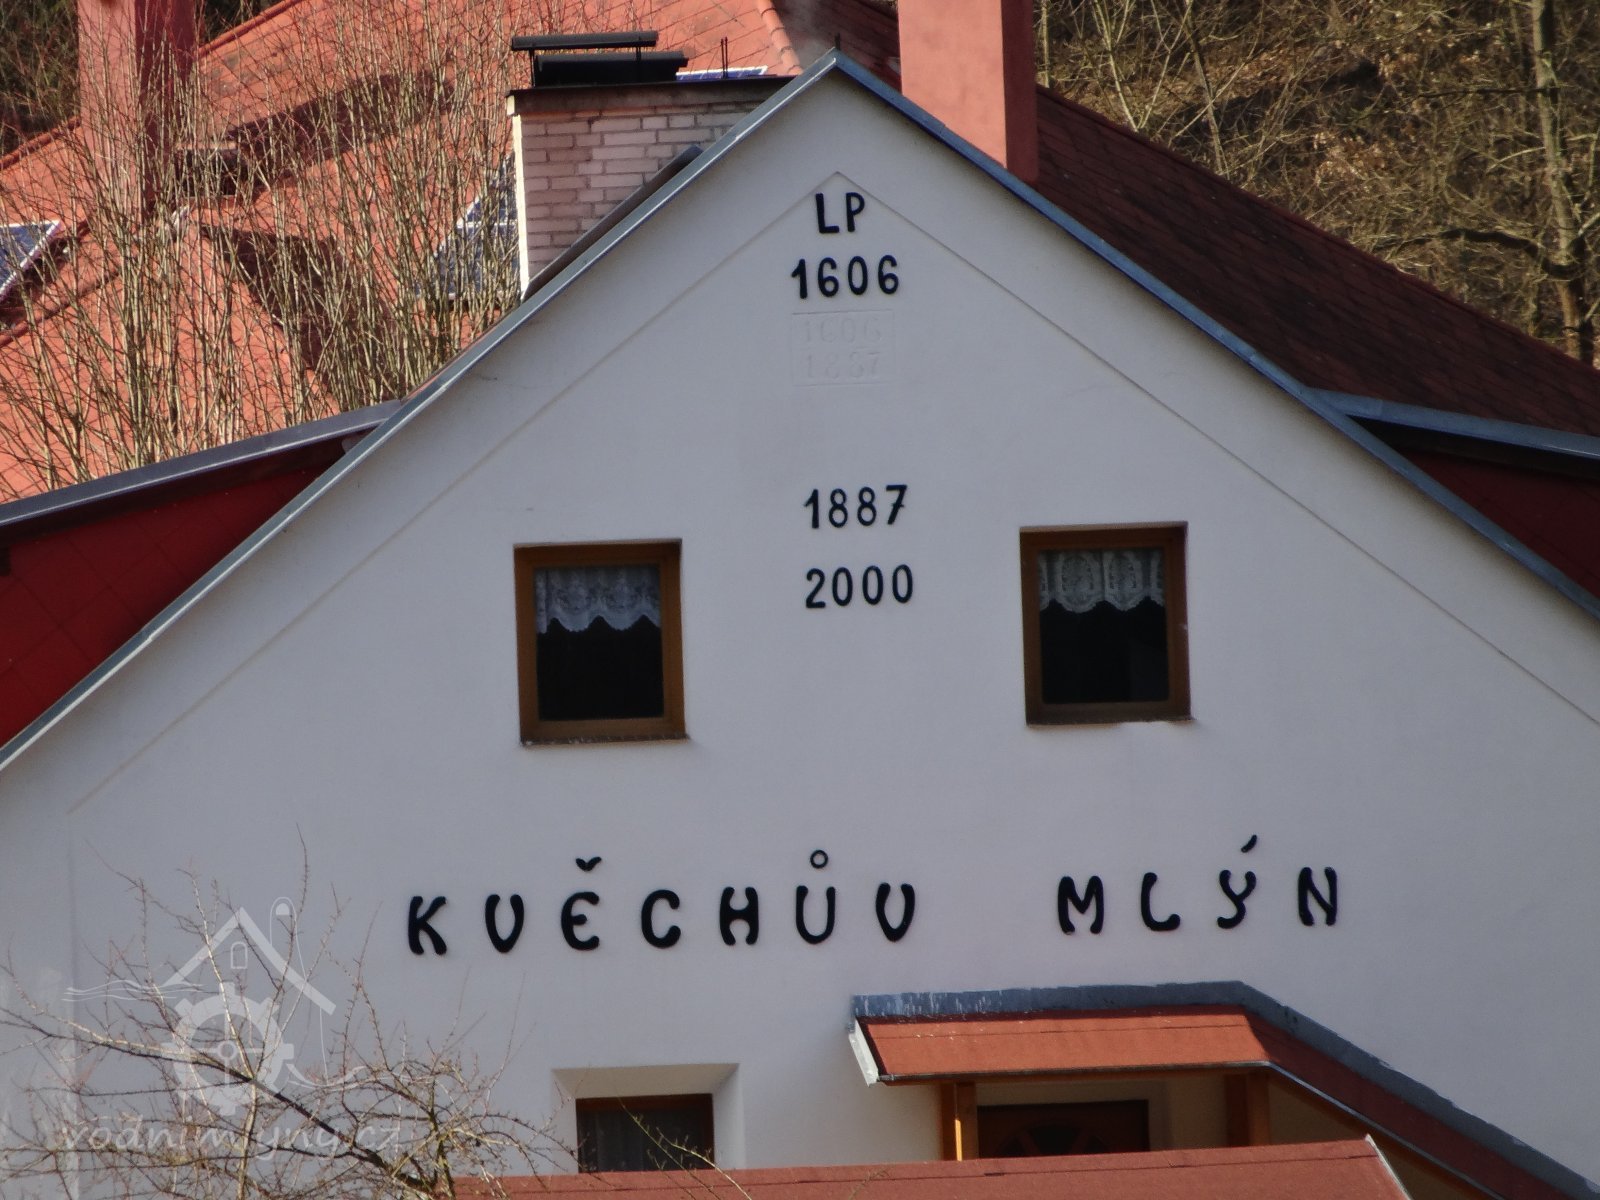 LP
1606
1606
1887
1887
2000
KVĚCHŮV MLÝN
vodnimlyny.cz